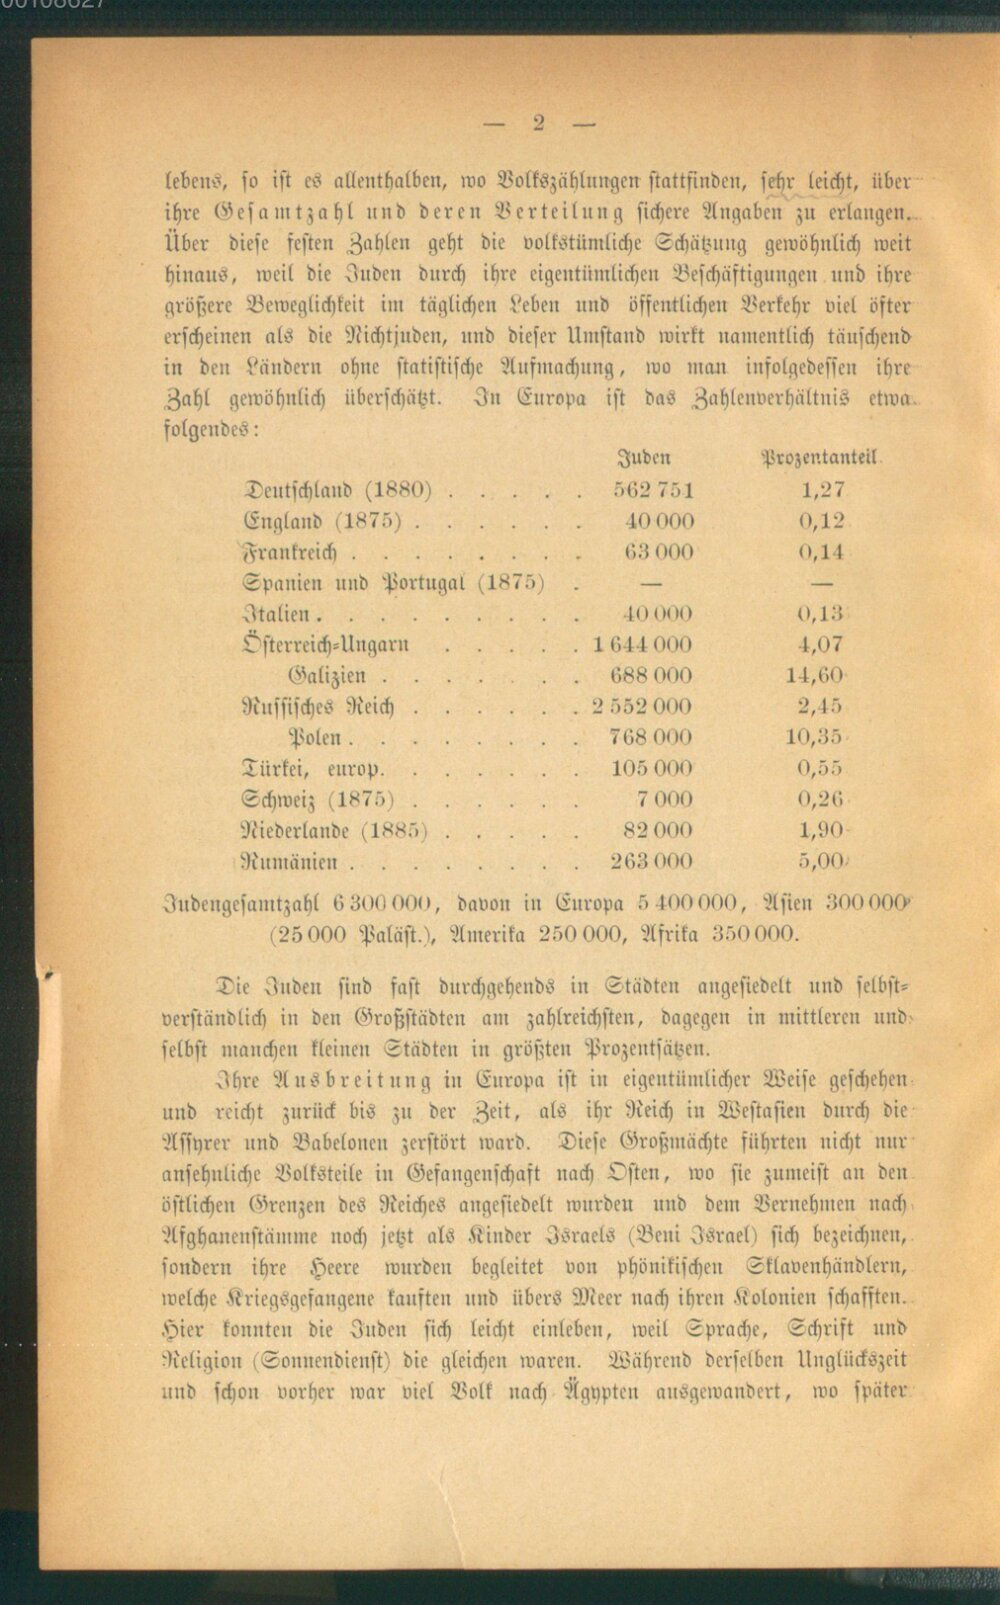 — 2 —
lebens, so ist es allenthalben, wo Volkszählungen stattfinden, sehr leicht, über
ihre Gesamtzahl und deren Verteilung sichere Angaben zu erlangen.
Über diese festen Zahlen geht die volkstümliche Schätzung gewöhnlich weit
hinaus, weil die Juden durch ihre eigentümlichen Beschäftigungen und ihre
größere Beweglichkeit im täglichen Leben und öffentlichen Verkehr viel öfter
erscheinen als die Nichtjuden, und dieser Umstand wirkt namentlich täuschend
in den Ländern ohne statistische Aufmachung, wo man infolgedessen ihre
Zahl gewöhnlich überschätzt. In Europa ist das Zahlenverhältnis etwa
folgendes:
Juden Prozentanteil
Deutschland (1880) . . . . . 562 751 1,27
England (1875) . . . . . . 40 000 0,12
Frankreich . . . . . . . . 63 000 0,14
Spanien und Portugal (1875) . — —
Italien . . . . . . . . . 40 000 0,13
Österreich-Ungarn . . . . . 1 644 000 4,07
Galizien . . . . . . . 688 000 14,60
Russisches Reich . . . . . . 2 552 000 2,45
Polen . . . . . . . . 768 000 10,35
Türkei, europ. . . . . . . 105 000 0,55
Schweiz (1875) . . . . . . 7 000 0,26
Niederlande (1885) . . . . . 82 000 1,90
Rumänien . . . . . . . . 263 000 5,00
Judengesamtzahl 6 300 000, davon in Europa 5 400 000, Asien 300 000
(25 000 Paläst.), Amerika 250 000, Afrika 350 000.
Die Juden sind fast durchgehends in Städten angesiedelt und selbst-
verständlich in den Großstädten am zahlreichsten, dagegen in mittleren und
selbst manchen kleinen Städten in größten Prozentsätzen.
Ihre Ausbreitung in Europa ist in eigentümlicher Weise geschehen
und reicht zurück bis zu der Zeit, als ihr Reich in Westasien durch die
Assyrer und Babelonen zerstört ward. Diese Großmächte führten nicht nur
ansehnliche Volksteile in Gefangenschaft nach Osten, wo sie zumeist an den
östlichen Grenzen des Reiches angesiedelt wurden und dem Vernehmen nach
Afghanenstämme noch jetzt als Kinder Israels (Beni Israel) sich bezeichnen,
sondern ihre Heere wurden begleitet von phönikischen Sklavenhändlern,
welche Kriegsgefangene kauften und übers Meer nach ihren Kolonien schafften.
Hier konnten die Juden sich leicht einleben, weil Sprache, Schrift und
Religion (Sonnendienst) die gleichen waren. Während derselben Unglückszeit
und schon vorher war viel Volk nach Ägypten ausgewandert, wo später